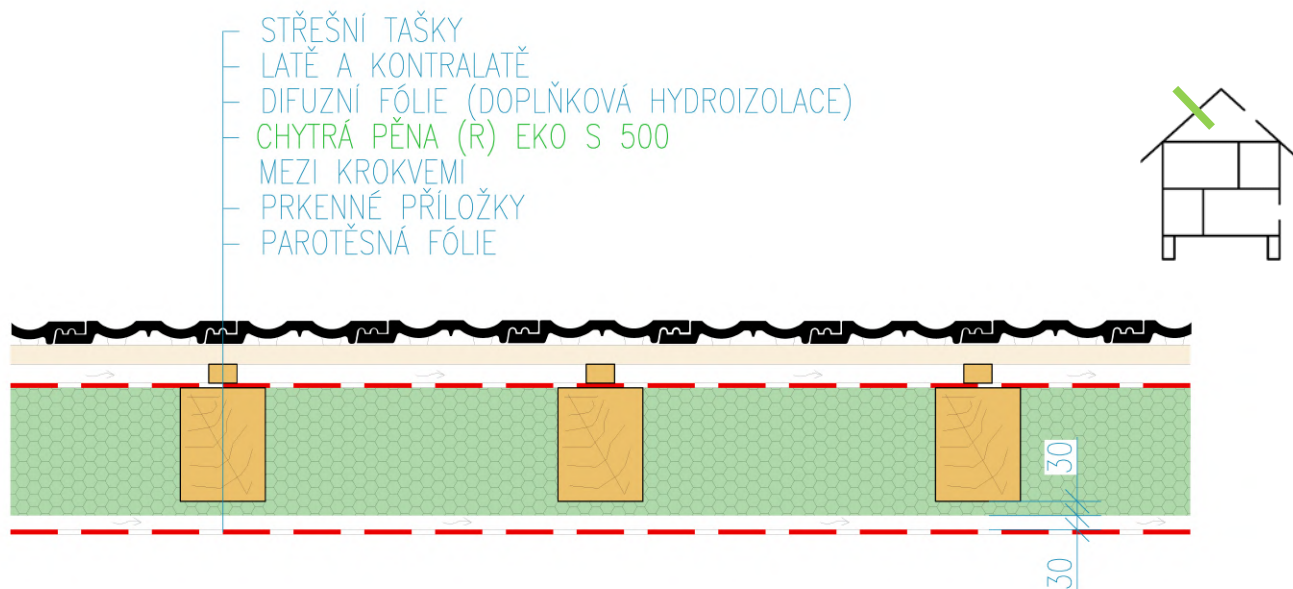 STŘEŠNÍ TAŠKY
LATĚ A KONTRALATĚ
DIFUZNÍ FÓLIE (DOPLŇKOVÁ HYDROIZOLACE)
CHYTRÁ PĚNA (R) EKO S 500
MEZI KROKVEMI
PRKENNÉ PŘÍLOŽKY
PAROTĚSNÁ FÓLIE
30
30